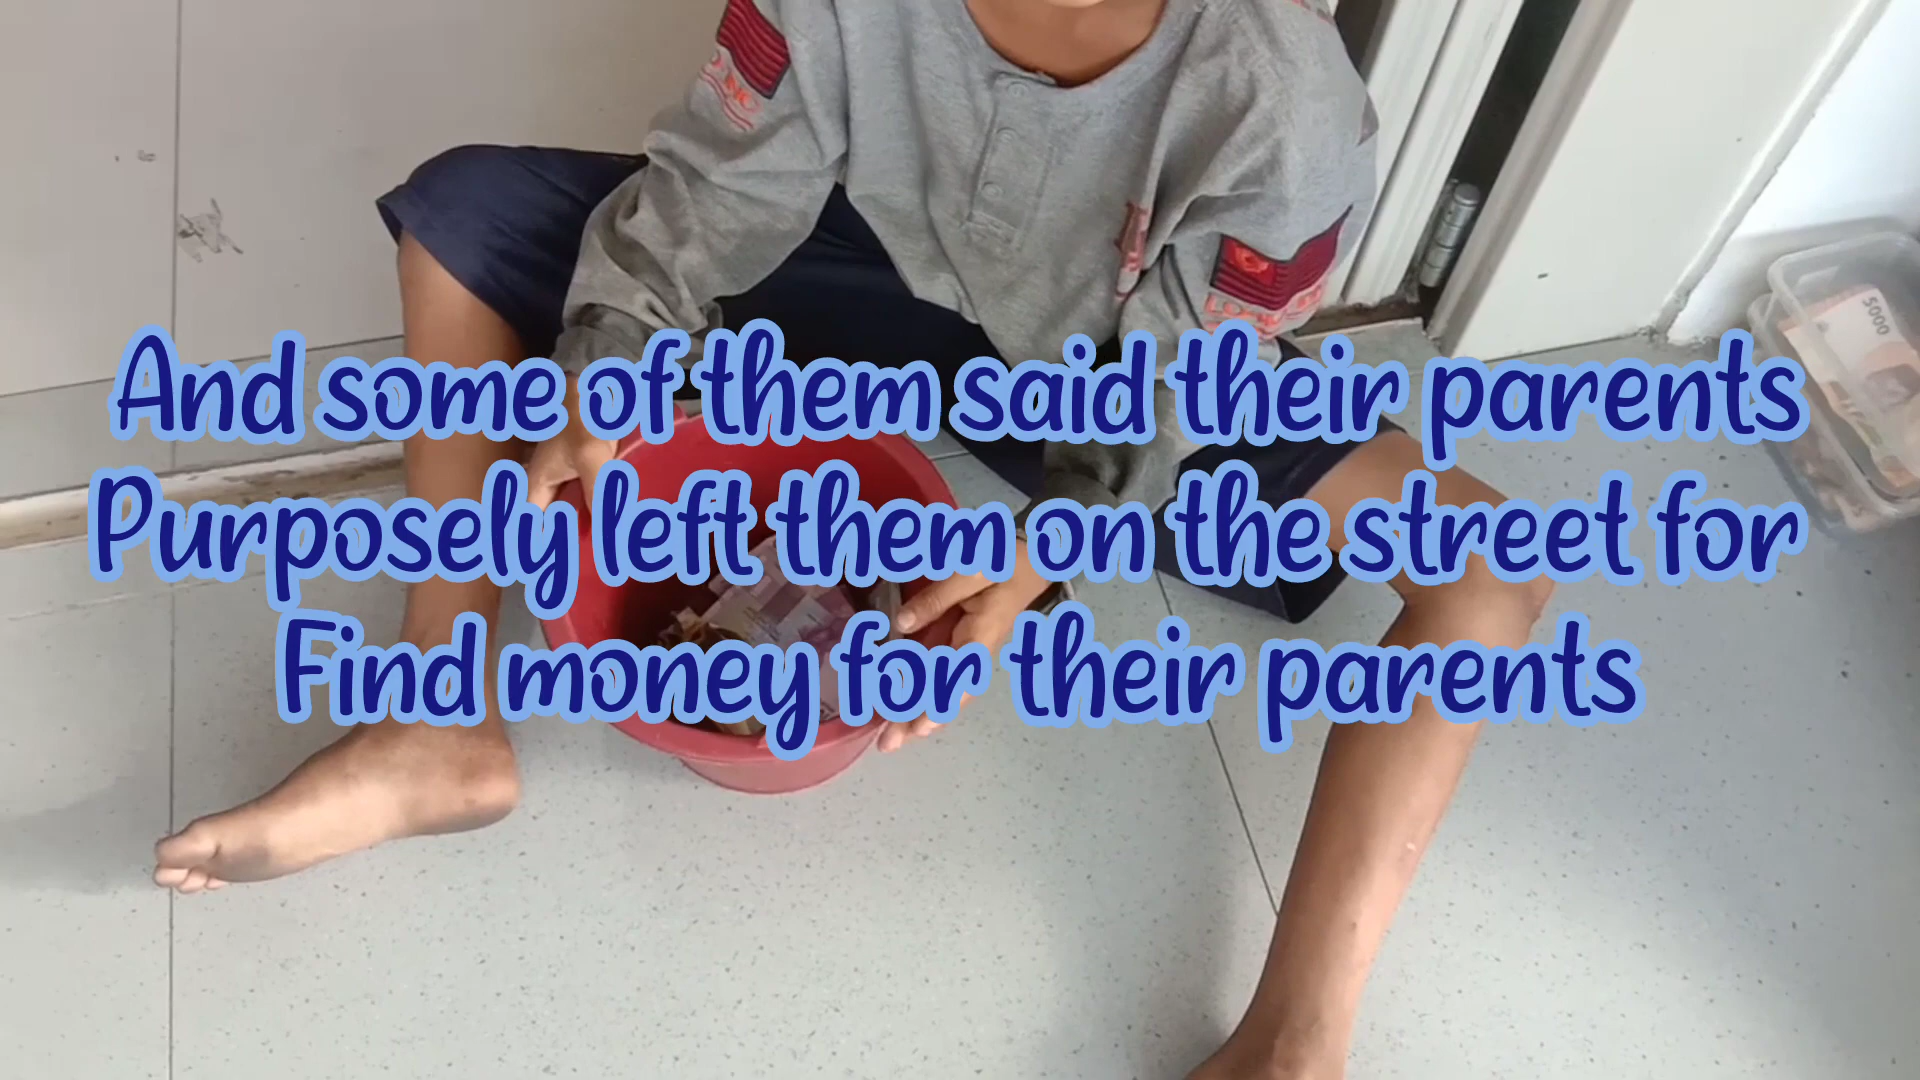 And some of them said their parents
Purposely left them on the street for
Find money for their parents
5000